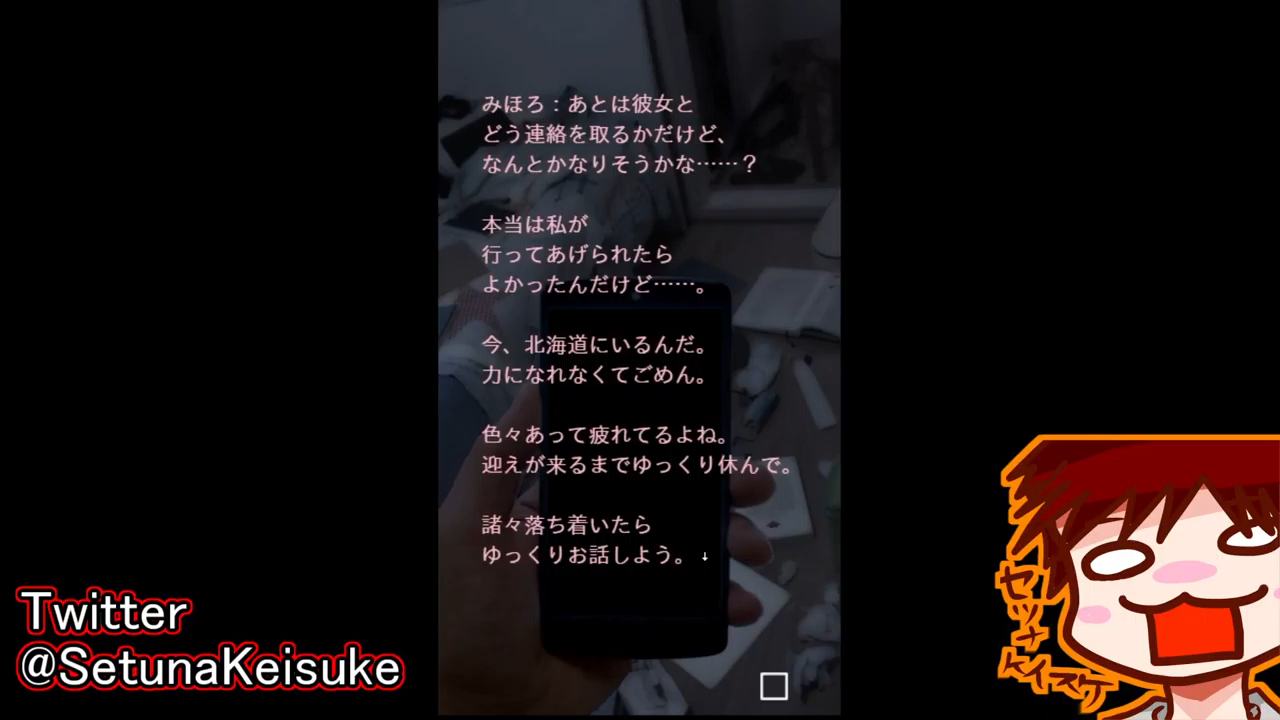 みほろ：あとは彼女と
どう連絡を取るかだけど、
なんとかなりそうかな……？
本当は私が
行ってあげられたら
よかったんだけど……。
今、北海道にいるんだ。
力になれなくてごめん。
色々あって疲れてるよね。
迎えが来るまでゆっくり休んで。
諸々落ち着いたら
ゆっくりお話しよう。↓
Twitter
@SetunaKeisuke
セツナ
ケイスケ